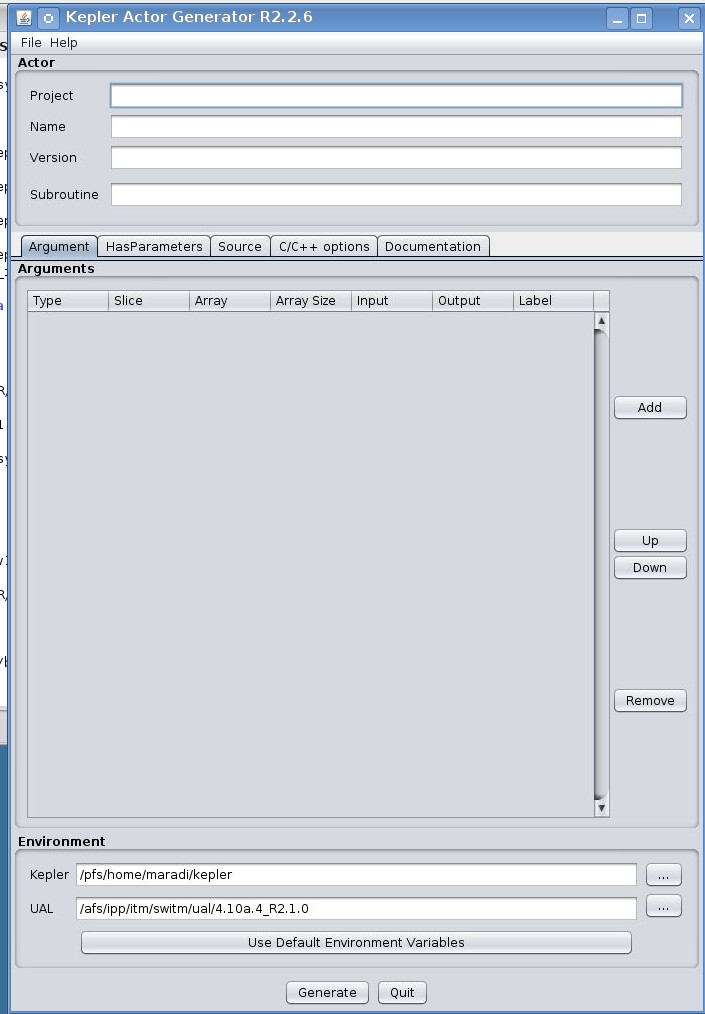 Kepler Actor Generator R2.2.6
File Help
Actor
Project
Name
Version
Subroutine
Argument HasParameters Source C/C++ options Documentation
Arguments
Type Slice Array Array Size Input Output Label
Add
Up
Down
Remove
Environment
Kepler /pfs/home/maradi/kepler ...
UAL /afs/ipp/itm/switm/ual/4.10a.4_R2.1.0 ...
Use Default Environment Variables
Generate Quit